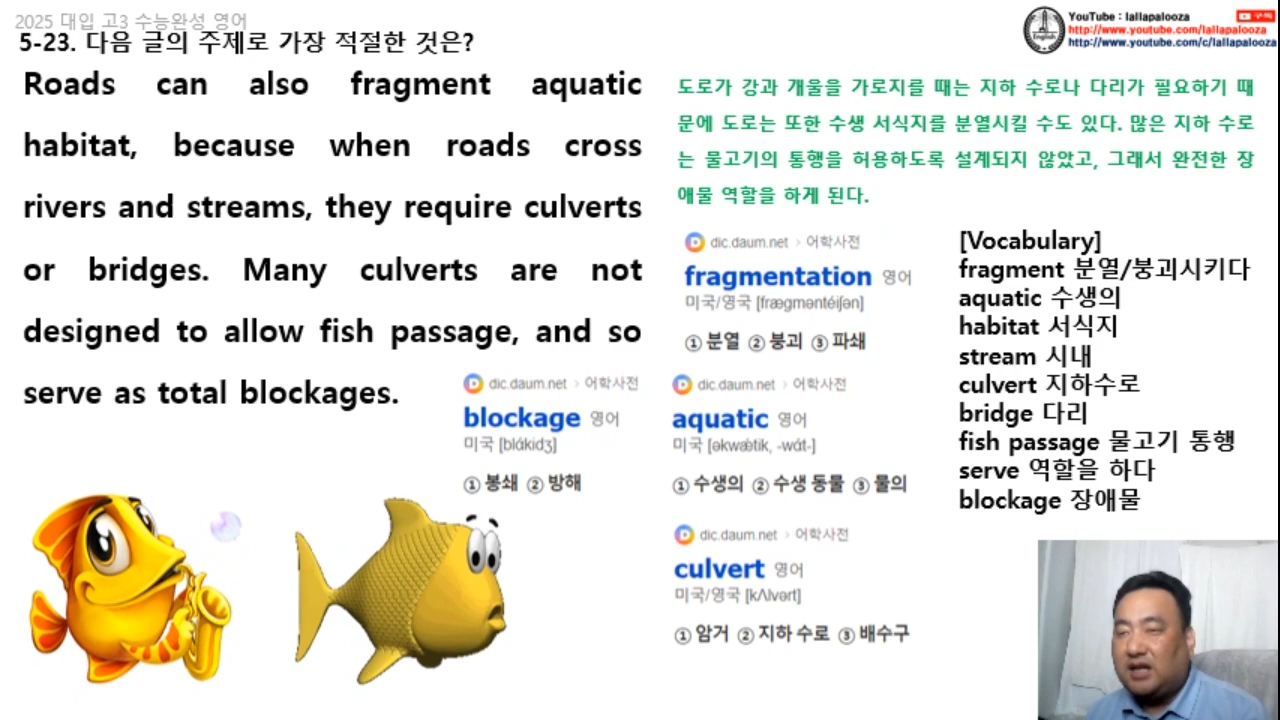 2025 대입 고3 수능완성 영어
5-23. 다음 글의 주제로 가장 적절한 것은?
YouTube : lallapalooza
http://www.youtube.com/lallapalooza
http://www.youtube.com/c/lallapalooza
English
Roads can also fragment aquatic
habitat, because when roads cross
rivers and streams, they require culverts
or bridges. Many culverts are not
designed to allow fish passage, and so
serve as total blockages.
도로가 강과 개울을 가로지를 때는 지하 수로나 다리가 필요하기 때
문에 도로는 또한 수생 서식지를 분열시킬 수도 있다. 많은 지하 수로
는 물고기의 통행을 허용하도록 설계되지 않았고, 그래서 완전한 장
애물 역할을 하게 된다.
dic.daum.net › 어학사전
fragmentation 영어
미국/영국 [frægməntéiʃən]
① 분열 ② 붕괴 ③ 파쇄
dic.daum.net › 어학사전
blockage 영어
미국 [blάkidʒ]
① 봉쇄 ② 방해
dic.daum.net › 어학사전
aquatic 영어
미국 [əkwǽtik, -wάt-]
① 수생의 ② 수생 동물 ③ 물의
dic.daum.net › 어학사전
culvert 영어
미국/영국 [kΛlvərt]
① 암거 ② 지하 수로 ③ 배수구
[Vocabulary]
fragment 분열/붕괴시키다
aquatic 수생의
habitat 서식지
stream 시내
culvert 지하수로
bridge 다리
fish passage 물고기 통행
serve 역할을 하다
blockage 장애물